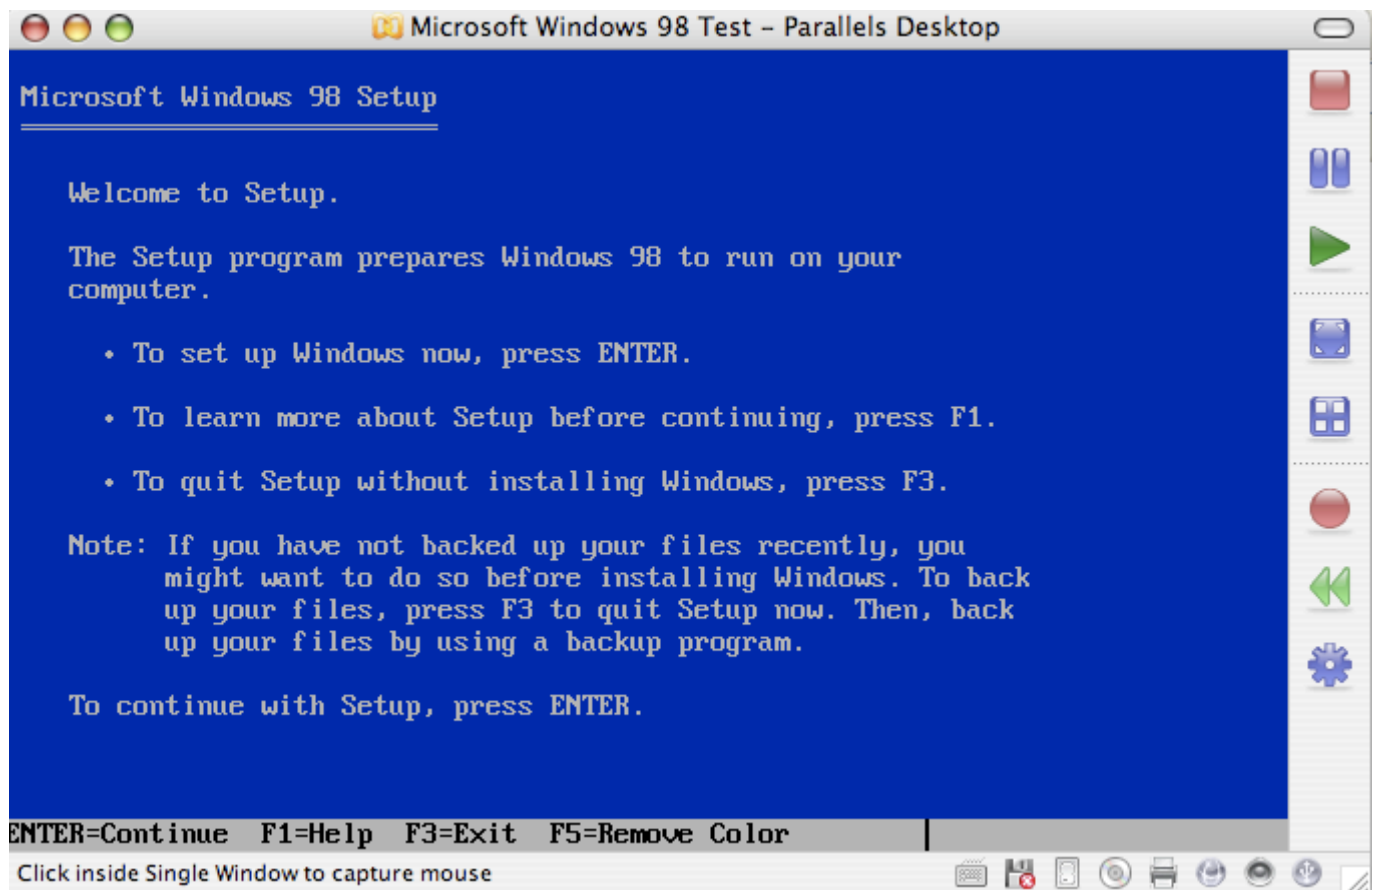 Microsoft Windows 98 Test – Parallels Desktop
Microsoft Windows 98 Setup
Welcome to Setup.
The Setup program prepares Windows 98 to run on your
computer.
• To set up Windows now, press ENTER.
• To learn more about Setup before continuing, press F1.
• To quit Setup without installing Windows, press F3.
Note: If you have not backed up your files recently, you
might want to do so before installing Windows. To back
up your files, press F3 to quit Setup now. Then, back
up your files by using a backup program.
To continue with Setup, press ENTER.
ENTER=Continue F1=Help F3=Exit F5=Remove Color
Click inside Single Window to capture mouse